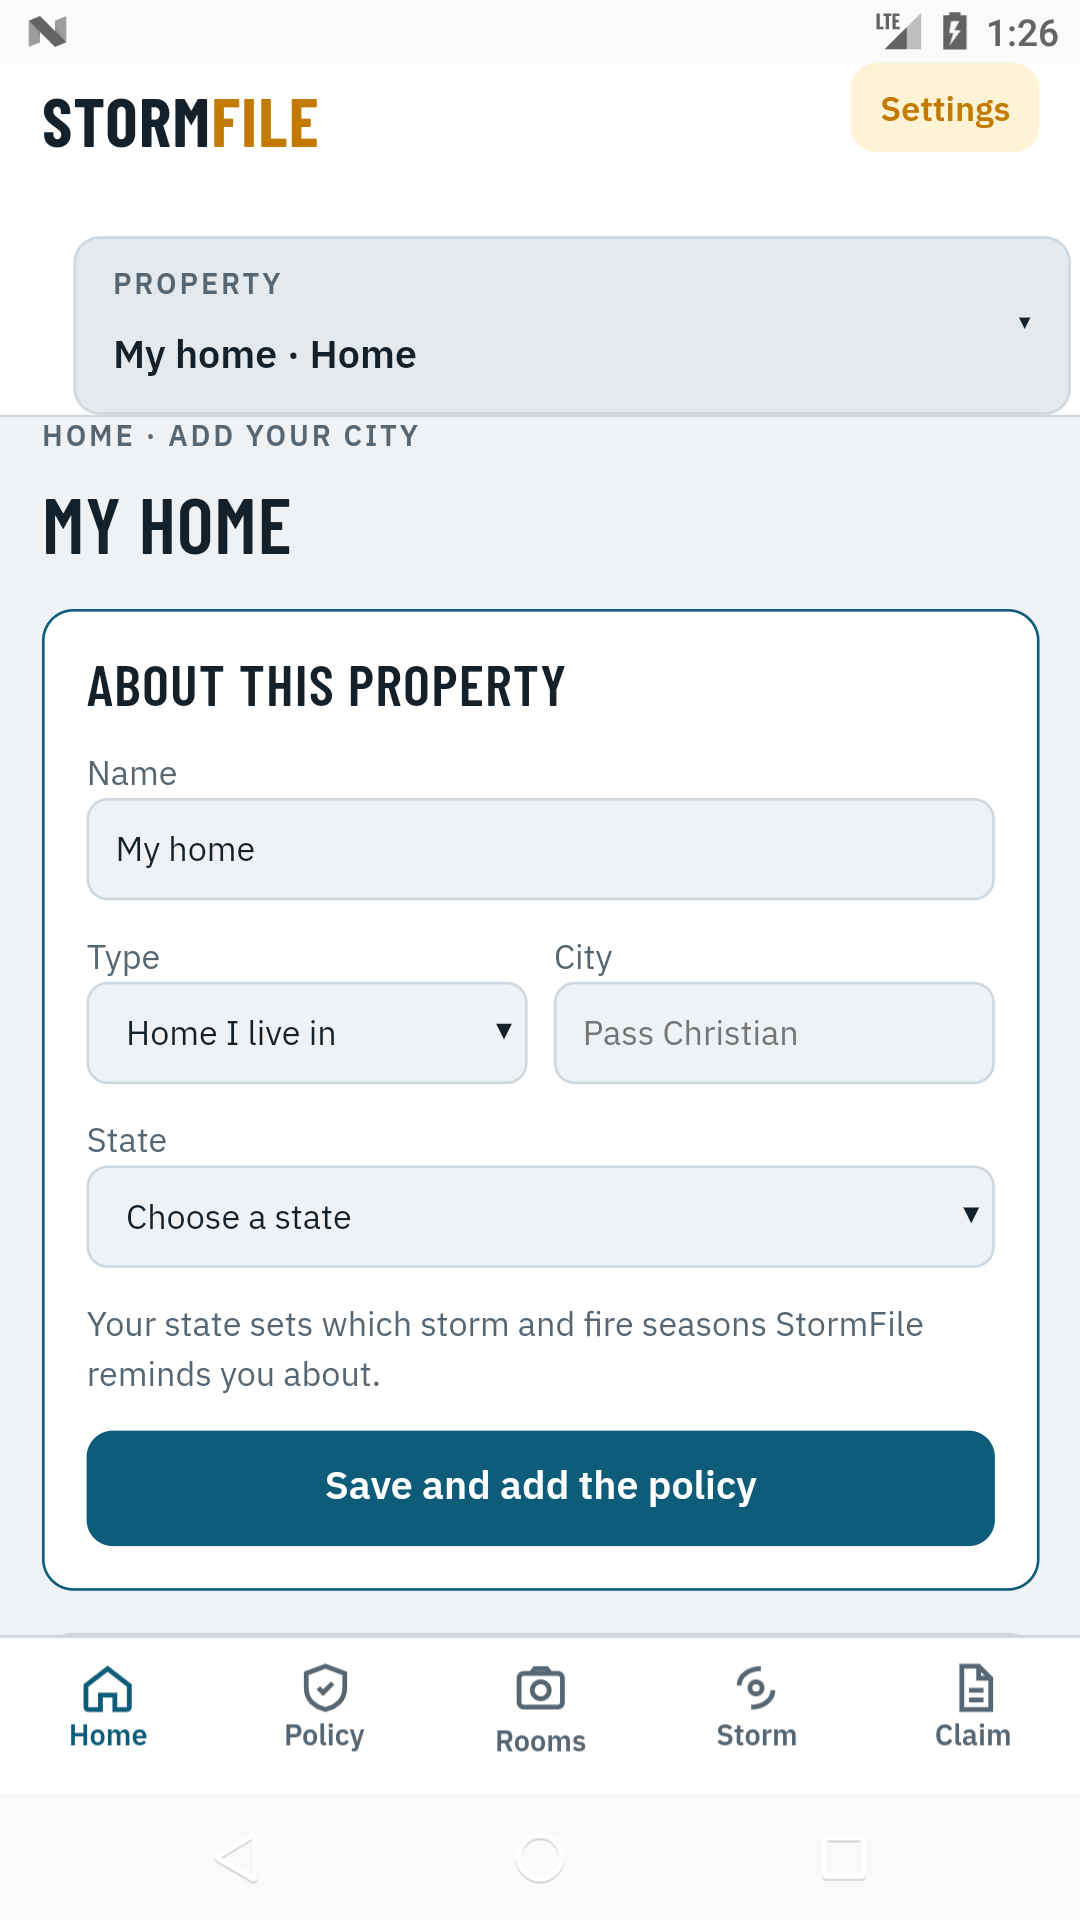 LTE 1:26
STORMFILE
Settings
PROPERTY
My home · Home
HOME · ADD YOUR CITY
MY HOME
ABOUT THIS PROPERTY
Name
My home
Type City
Home I live in Pass Christian
State
Choose a state
Your state sets which storm and fire seasons StormFile
reminds you about.
Save and add the policy
Home Policy Rooms Storm Claim